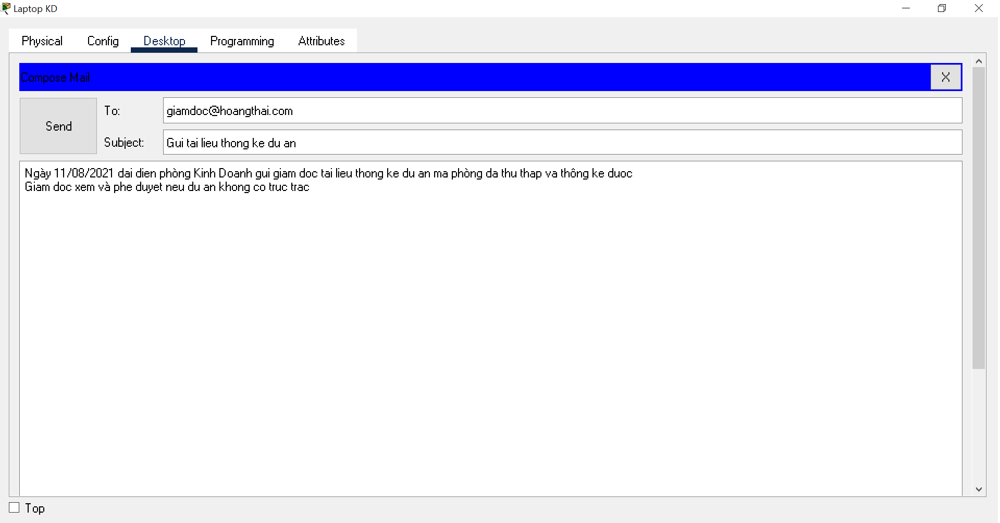 Laptop KD
Physical Config Desktop Programming Attributes
Compose Mail X
Send
To: giamdoc@hoangthai.com
Subject: Gui tai lieu thong ke du an
Ngày 11/08/2021 dai dien phòng Kinh Doanh gui giam doc tai lieu thong ke du an ma phòng da thu thap va thông ke duoc
Giam doc xem và phe duyet neu du an khong co truc trac
Top